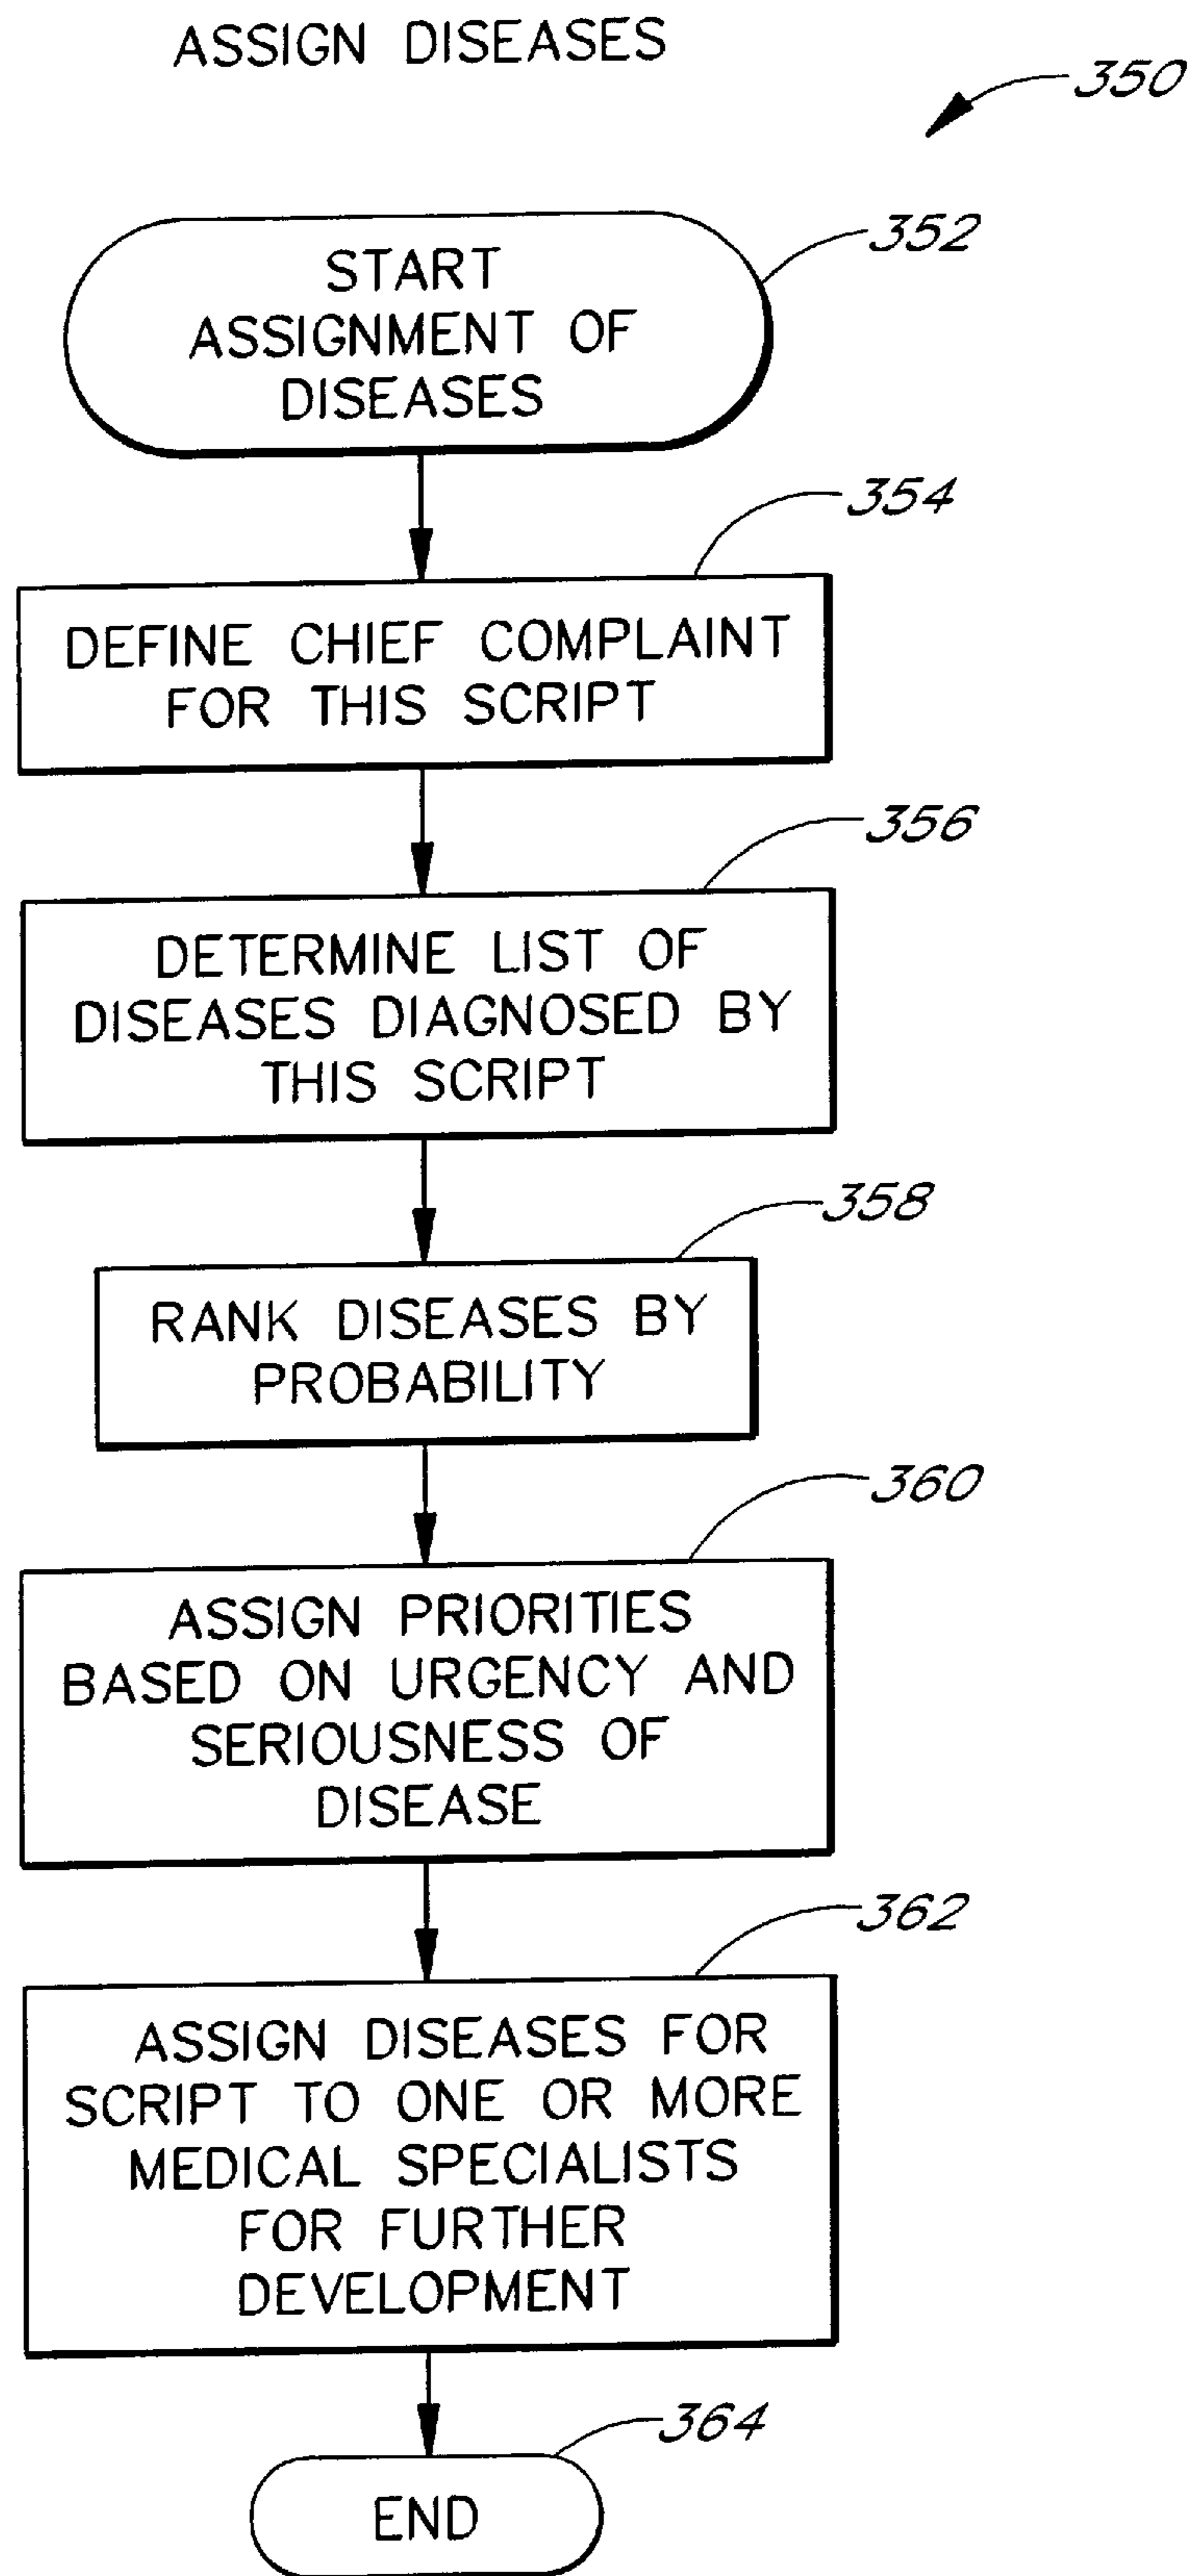 ASSIGN DISEASES
350
352
START
ASSIGNMENT OF
DISEASES
354
DEFINE CHIEF COMPLAINT
FOR THIS SCRIPT
356
DETERMINE LIST OF
DISEASES DIAGNOSED BY
THIS SCRIPT
358
RANK DISEASES BY
PROBABILITY
360
ASSIGN PRIORITIES
BASED ON URGENCY AND
SERIOUSNESS OF
DISEASE
362
ASSIGN DISEASES FOR
SCRIPT TO ONE OR MORE
MEDICAL SPECIALISTS
FOR FURTHER
DEVELOPMENT
364
END